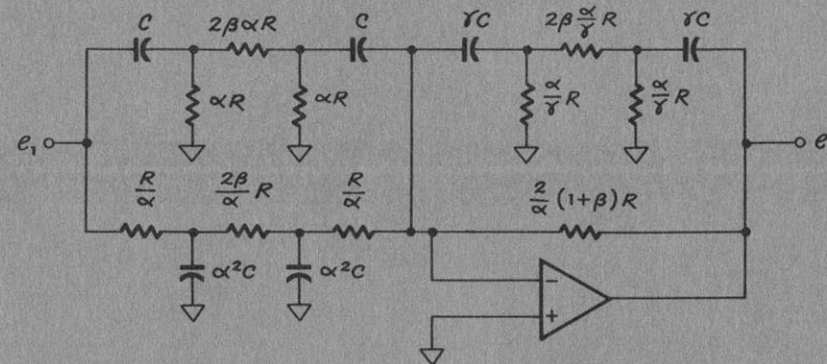 C
2βαR
C
γC
2β α/γ R
γC
αR
αR
α/γ R
α/γ R
e₁
e
R/α
2β/α R
R/α
2/α (1+β)R
α²C
α²C
−
+